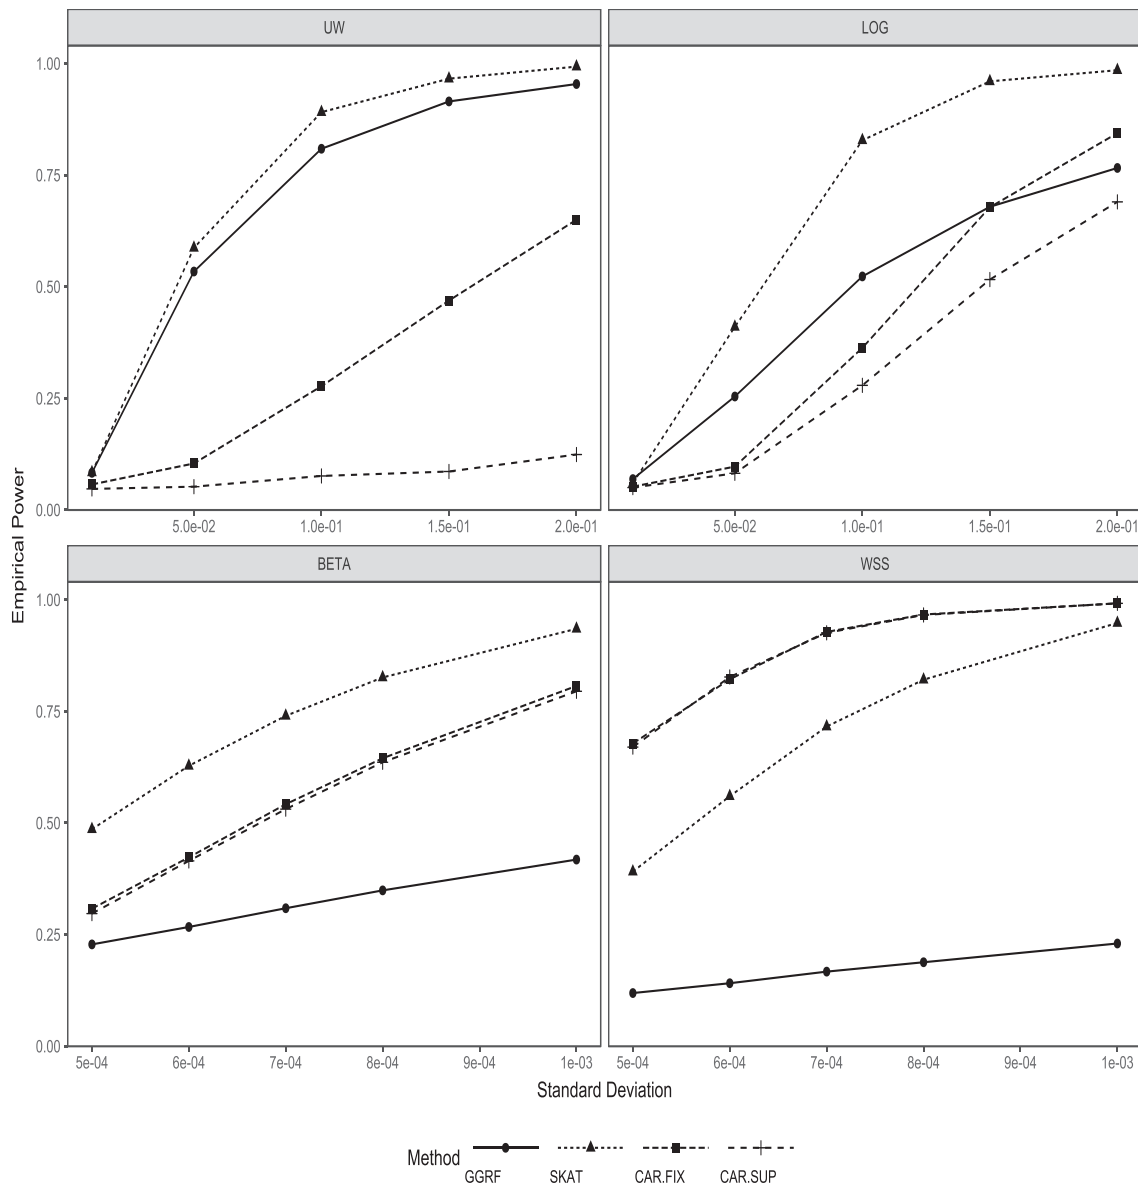 UW
LOG
1.00
0.75
0.50
0.25
0.00
5.0e-02 1.0e-01 1.5e-01 2.0e-01
5.0e-02 1.0e-01 1.5e-01 2.0e-01
Empirical Power
BETA
WSS
1.00
0.75
0.50
0.25
0.00
5e-04 6e-04 7e-04 8e-04 9e-04 1e-03
5e-04 6e-04 7e-04 8e-04 9e-04 1e-03
Standard Deviation
Method
GGRF SKAT CAR.FIX CAR.SUP